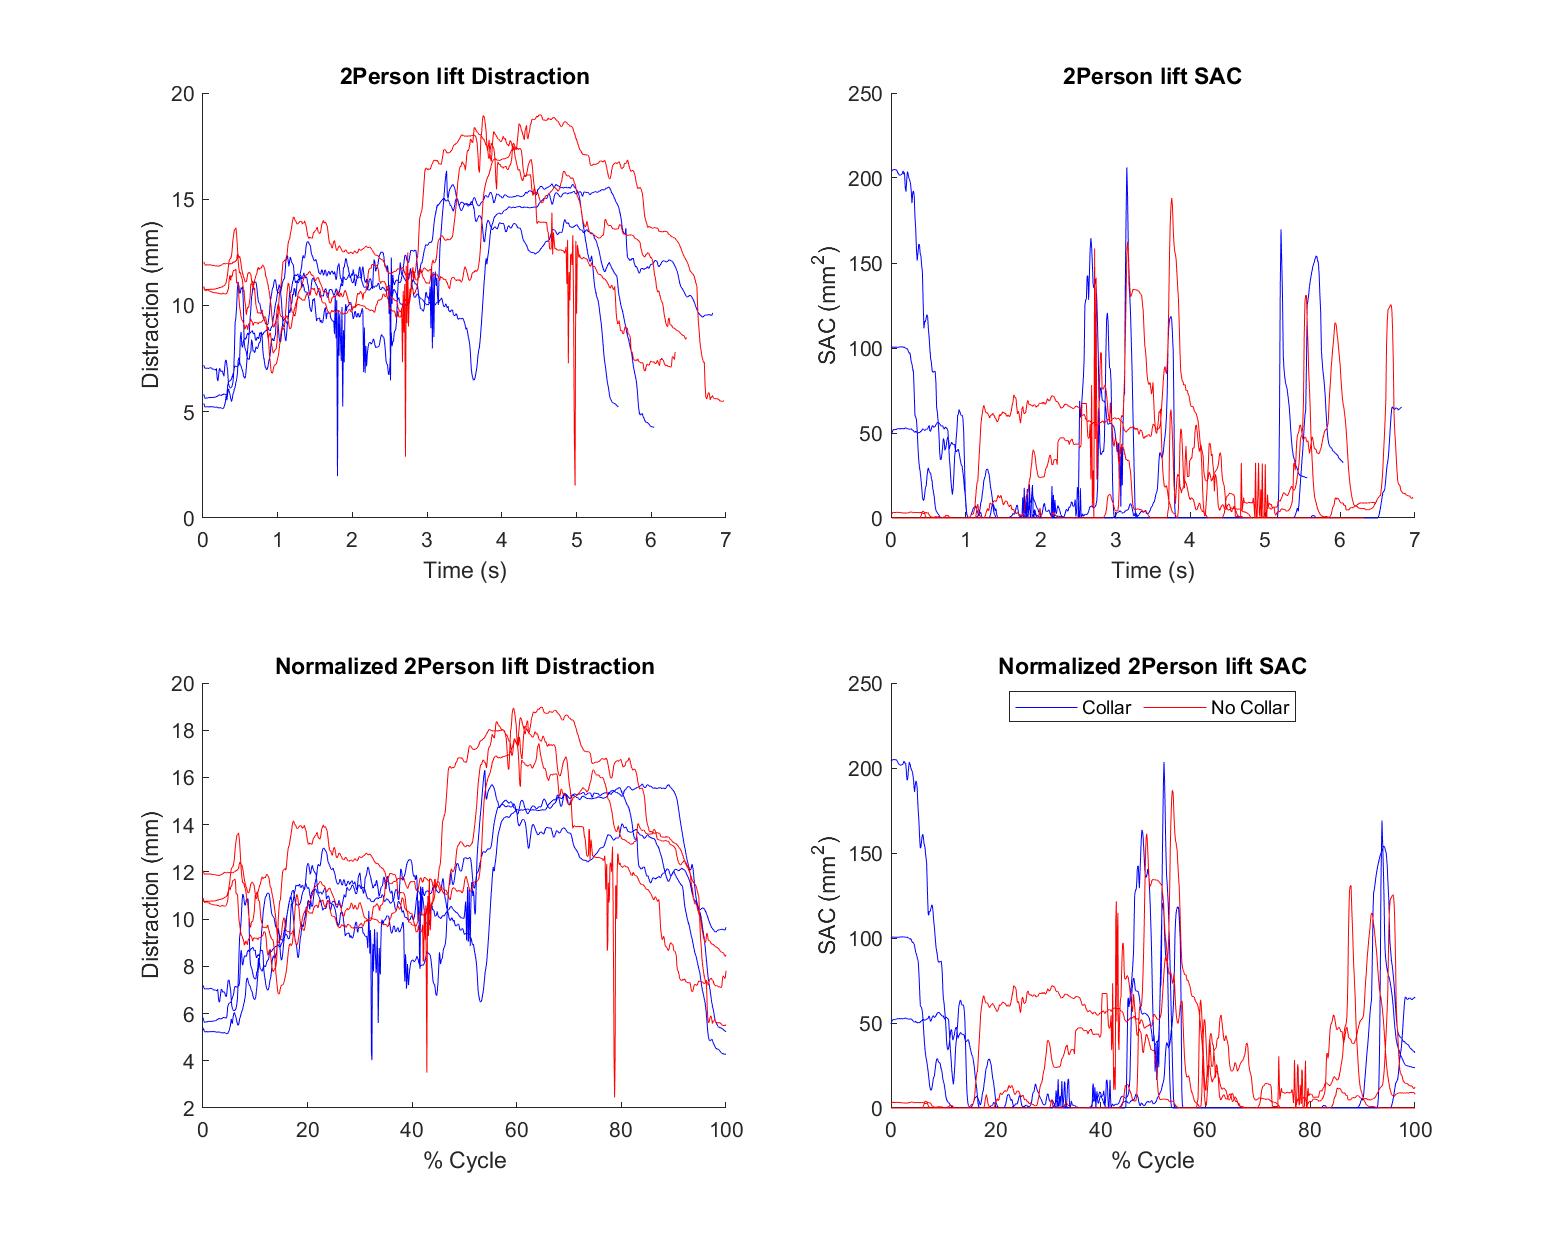 2Person lift Distraction
20
15
10
5
0
Distraction (mm)
0 1 2 3 4 5 6 7
Time (s)
2Person lift SAC
250
200
150
100
50
0
SAC (mm²)
0 1 2 3 4 5 6 7
Time (s)
Normalized 2Person lift Distraction
20
18
16
14
12
10
8
6
4
2
Distraction (mm)
0 20 40 60 80 100
% Cycle
Normalized 2Person lift SAC
Collar No Collar
250
200
150
100
50
0
SAC (mm²)
0 20 40 60 80 100
% Cycle